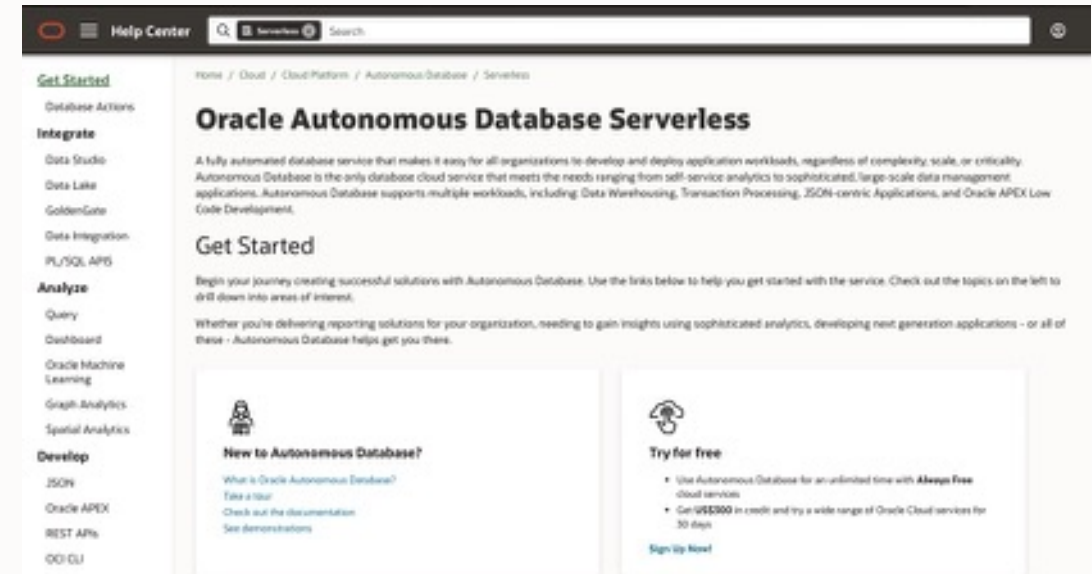 Help Center
Serverless
Search
Get Started
Database Actions
Integrate
Data Studio
Data Lake
GoldenGate
Data Integration
PL/SQL APIS
Analyze
Query
Dashboard
Oracle Machine
Learning
Graph Analytics
Spatial Analytics
Develop
JSON
Oracle APEX
REST APIs
OCI CLI
Home / Cloud / Cloud Platform / Autonomous Database / Serverless
Oracle Autonomous Database Serverless
A fully automated database service that makes it easy for all organizations to develop and deploy application workloads, regardless of complexity, scale, or criticality.
Autonomous Database is the only database cloud service that meets the needs ranging from self-service analytics to sophisticated, large-scale data management
applications. Autonomous Database supports multiple workloads, including: Data Warehousing, Transaction Processing, JSON-centric Applications, and Oracle APEX Low
Code Development.
Get Started
Begin your journey creating successful solutions with Autonomous Database. Use the links below to help you get started with the service. Check out the topics on the left to
drill down into areas of interest.
Whether you're delivering reporting solutions for your organization, needing to gain insights using sophisticated analytics, developing next generation applications - or all of
these - Autonomous Database helps get you there.
New to Autonomous Database?
What is Oracle Autonomous Database?
Take a tour
Check out the documentation
See demonstrations
Try for free
• Use Autonomous Database for an unlimited time with Always Free
cloud services
• Get US$300 in credit and try a wide range of Oracle Cloud services for
30 days
Sign Up Now!